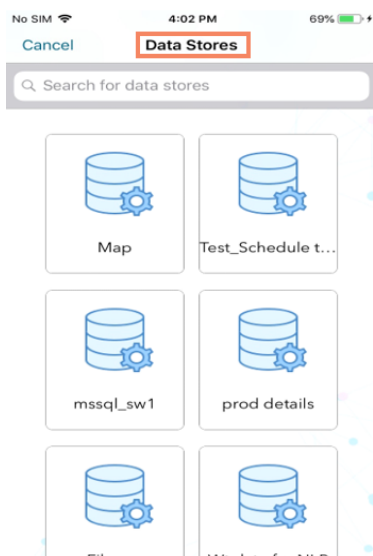 No SIM 4:02 PM 69%
Cancel Data Stores
Search for data stores
Map Test_Schedule t...
mssql_sw1 prod details